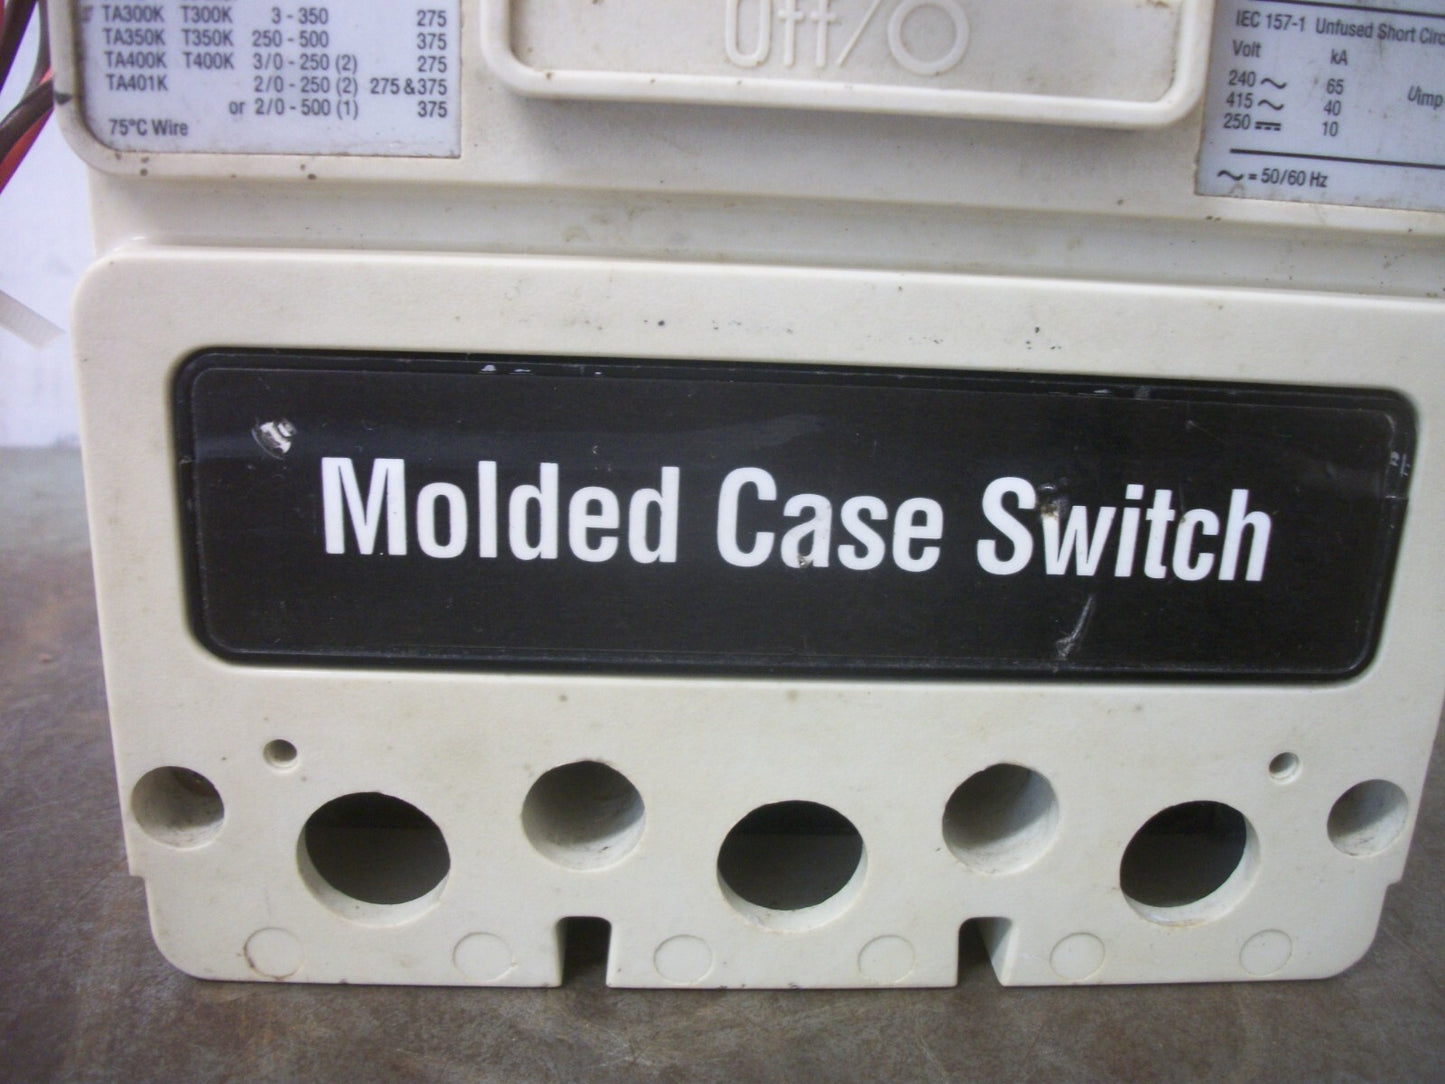 TA300K T300K 3 - 350 275
TA350K T350K 250 - 500 375
TA400K T400K 3/0 - 250 (2) 275
TA401K 2/0 - 250 (2) 275 & 375
or 2/0 - 500 (1) 375
75°C Wire
Off/O
IEC 157-1 Unfused Short
Volt kA
240 ~ 65
415 ~ 40
250 ⎓ 10
~ = 50/60 Hz
Molded Case Switch